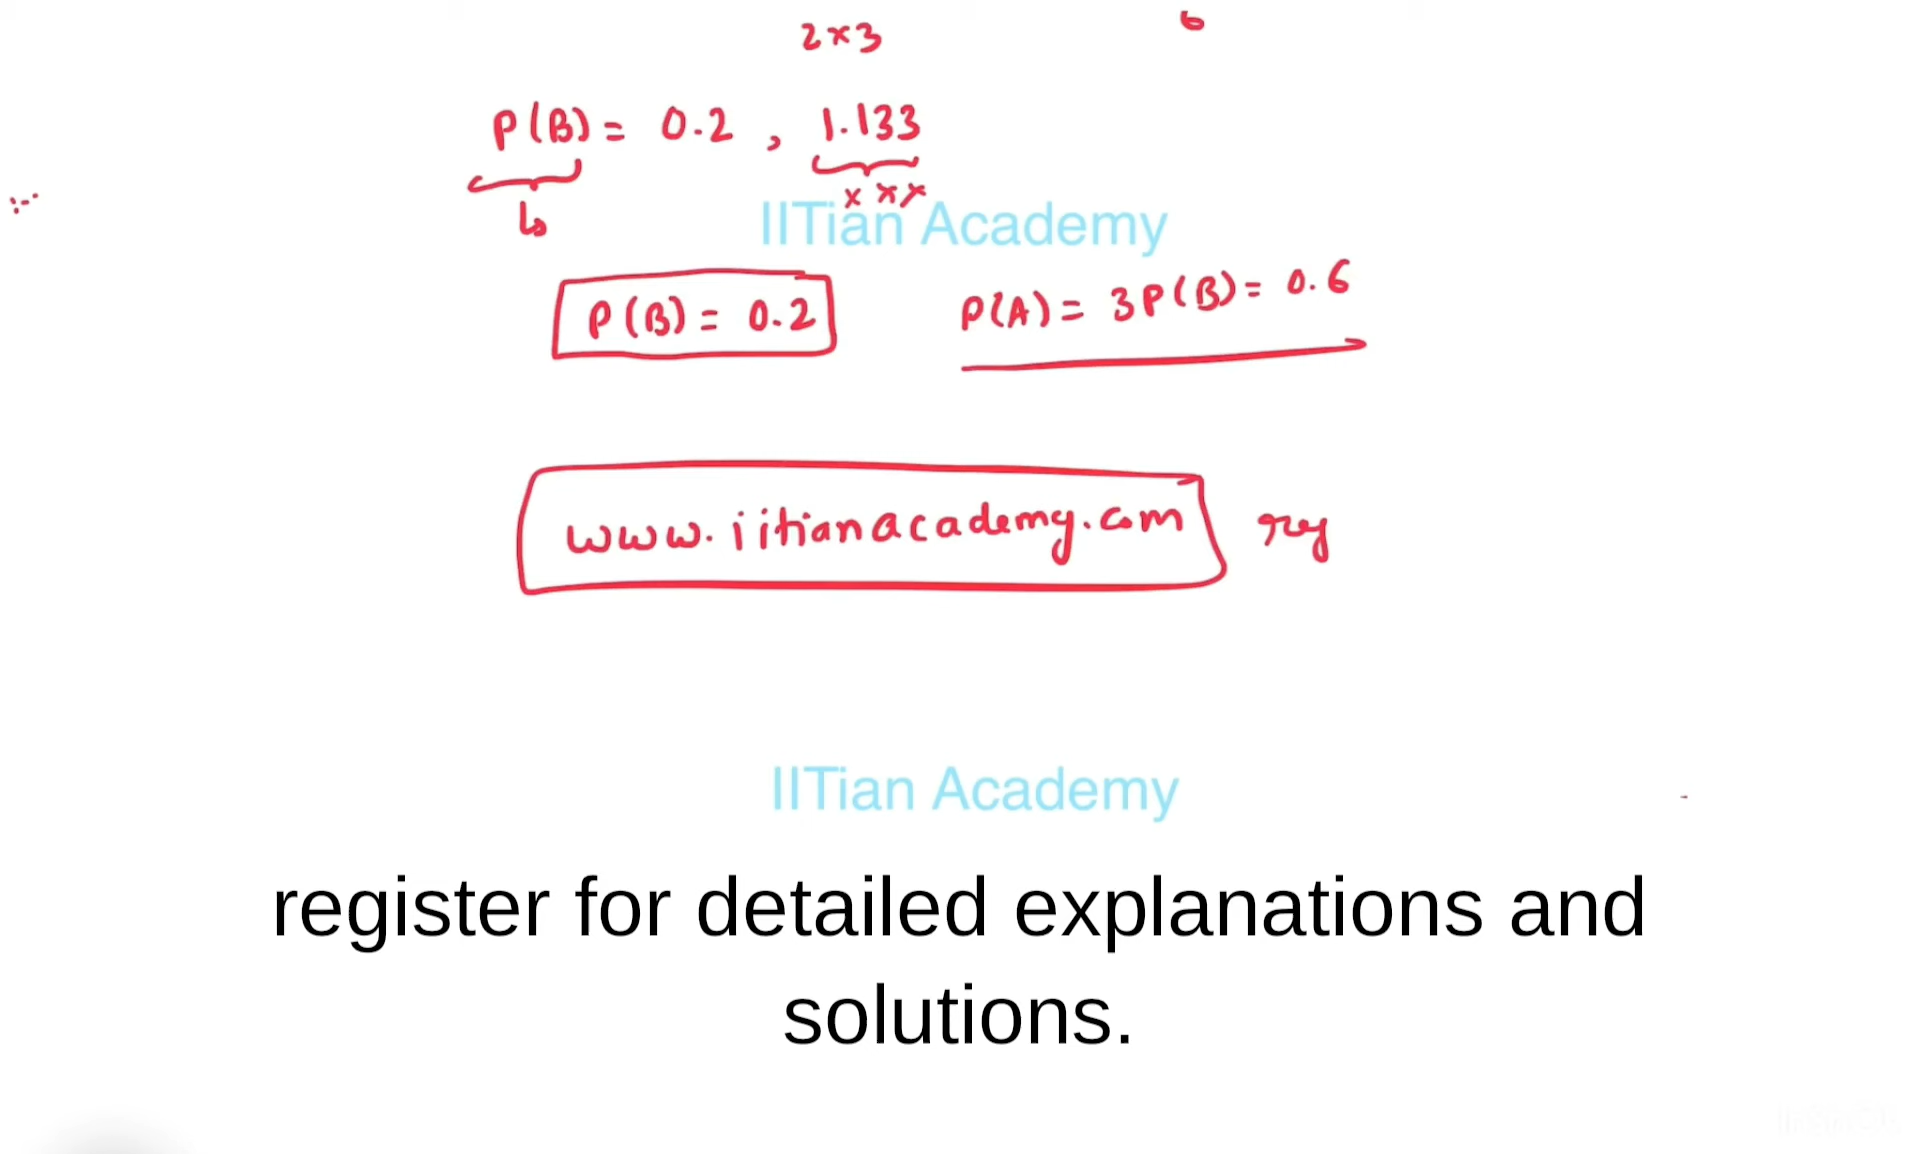 2×3
P(B) = 0.2 , 1.133
x x x
IITian Academy
P(B) = 0.2 P(A) = 3P(B) = 0.6
www.iitianacademy.com reg
IITian Academy
register for detailed explanations and
solutions.